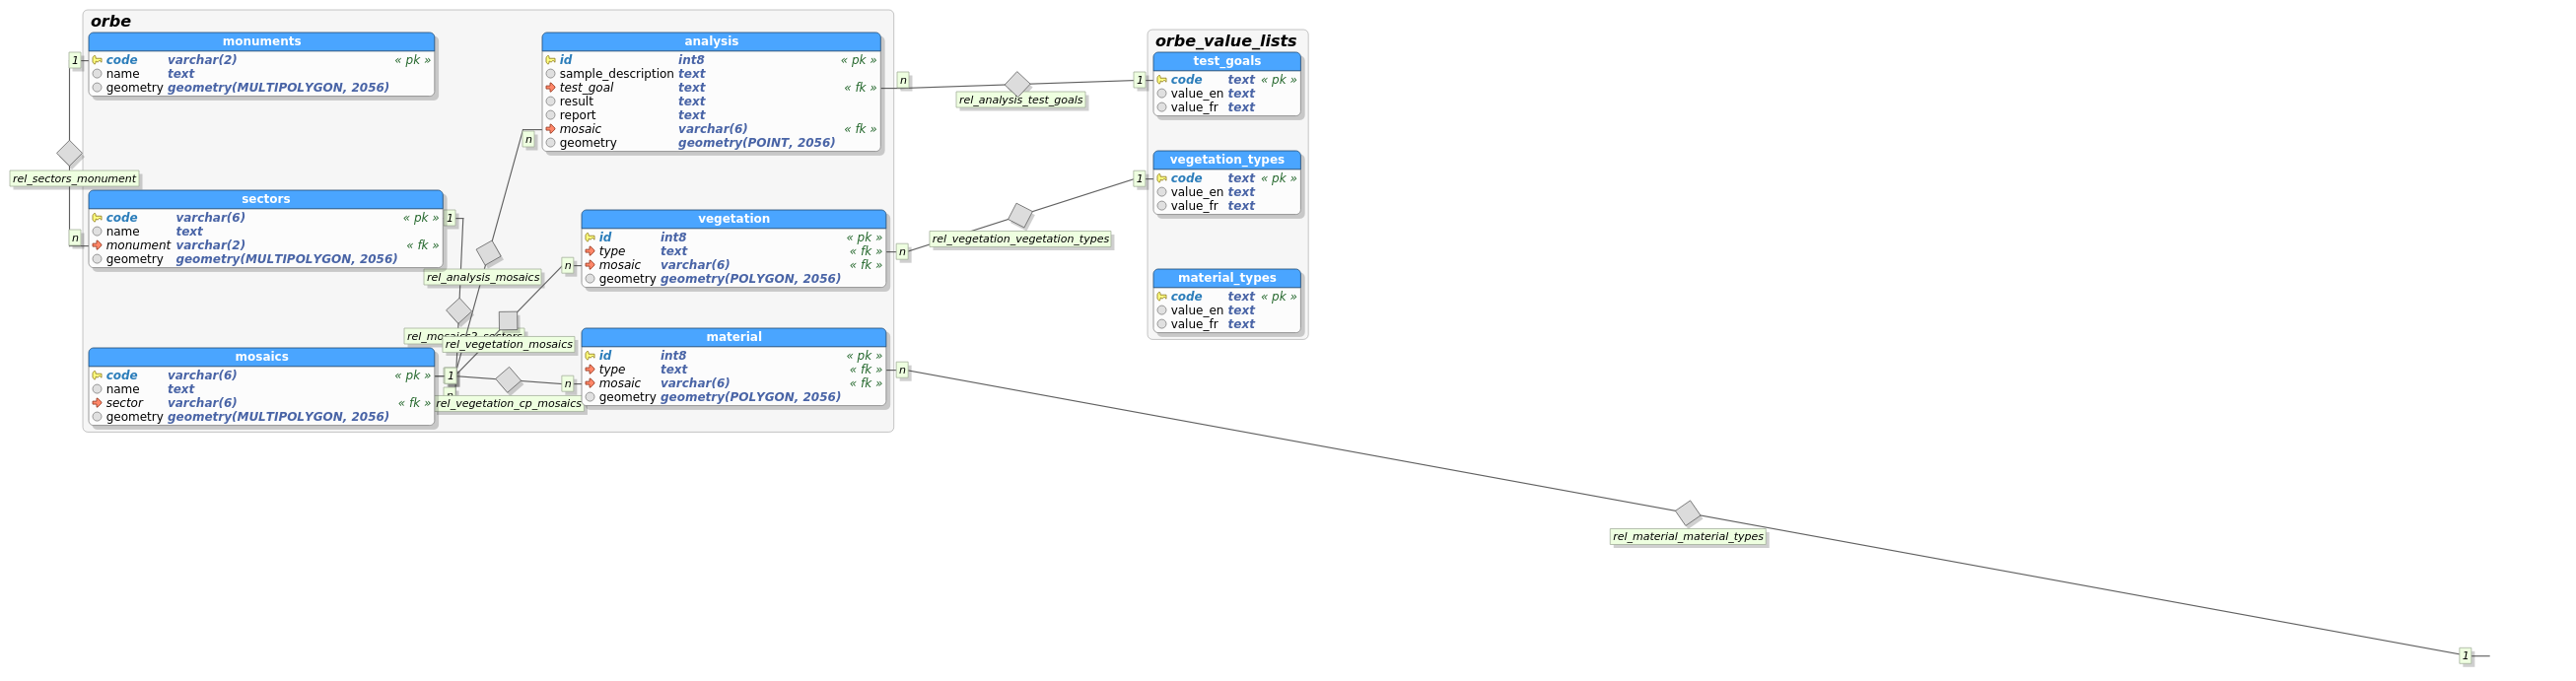 orbe
monuments
code varchar(2) « pk »
name text
geometry geometry(MULTIPOLYGON, 2056)
1
rel_sectors_monument
n
sectors
code varchar(6) « pk »
name text
monument varchar(2) « fk »
geometry geometry(MULTIPOLYGON, 2056)
1
mosaics
code varchar(6) « pk »
name text
sector varchar(6) « fk »
geometry geometry(MULTIPOLYGON, 2056)
1
analysis
id int8 « pk »
sample_description text
test_goal text « fk »
result text
report text
mosaic varchar(6) « fk »
geometry geometry(POINT, 2056)
n
n
rel_analysis_mosaics
rel_vegetation_mosaics
rel_vegetation_cp_mosaics
vegetation
id int8 « pk »
type text « fk »
mosaic varchar(6) « fk »
geometry geometry(POLYGON, 2056)
n
n
material
id int8 « pk »
type text « fk »
mosaic varchar(6) « fk »
geometry geometry(POLYGON, 2056)
n
n
rel_analysis_test_goals
1
rel_vegetation_vegetation_types
1
orbe_value_lists
test_goals
code text « pk »
value_en text
value_fr text
vegetation_types
code text « pk »
value_en text
value_fr text
material_types
code text « pk »
value_en text
value_fr text
rel_material_material_types
1